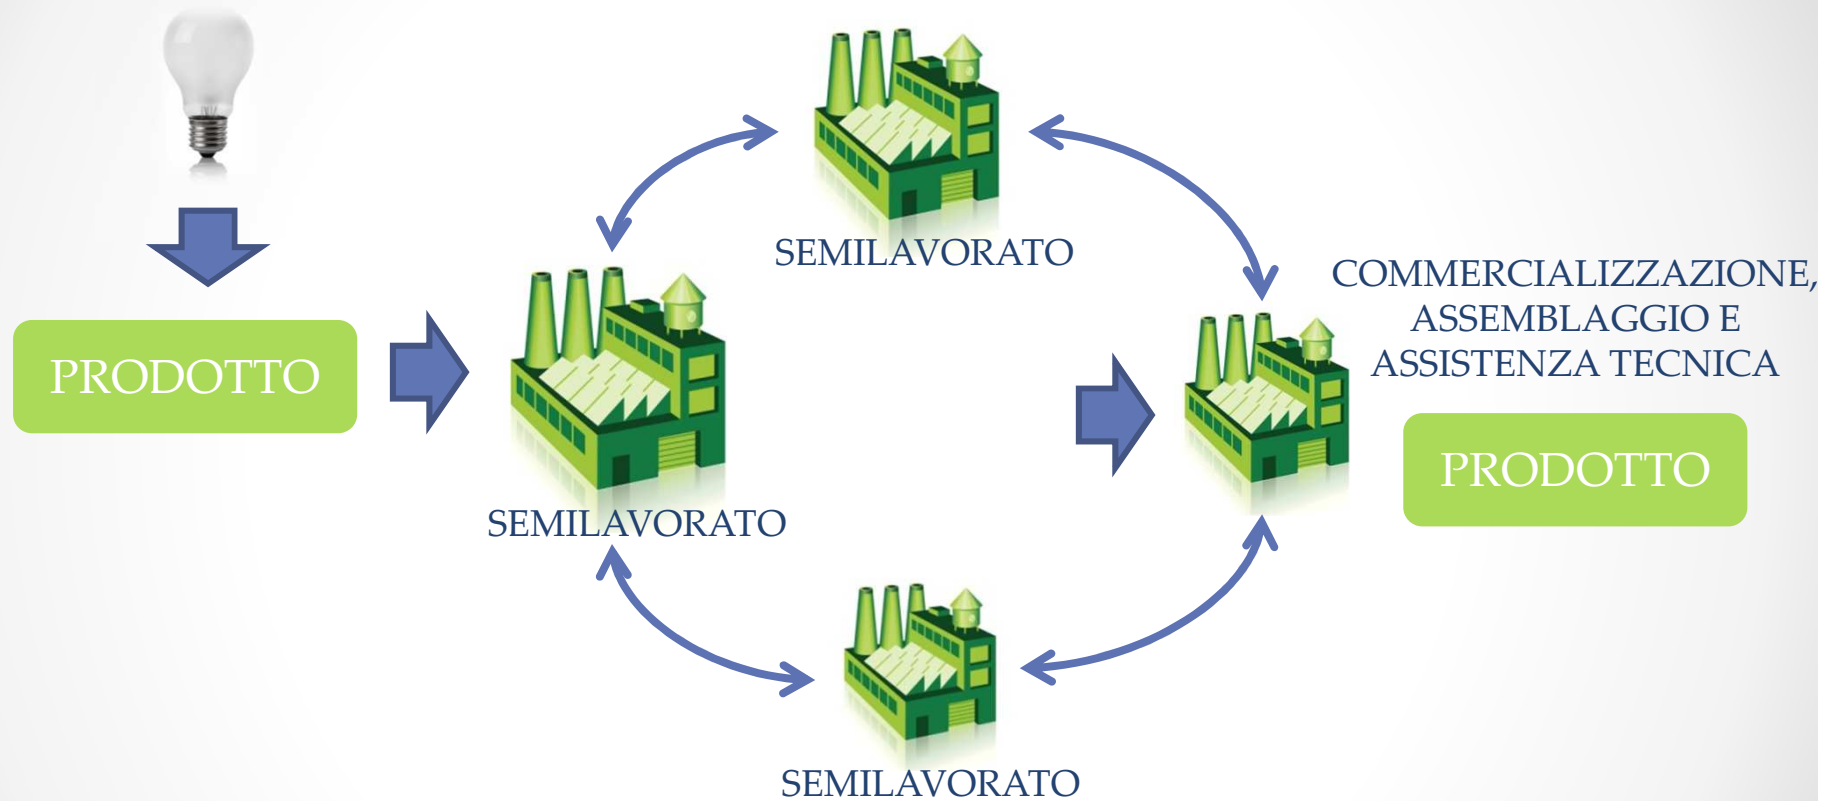 SEMILAVORATO
COMMERCIALIZZAZIONE,
ASSEMBLAGGIO E
ASSISTENZA TECNICA
PRODOTTO
PRODOTTO
SEMILAVORATO
SEMILAVORATO